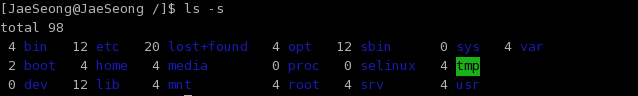 [JaeSeong@JaeSeong /]$ ls -s
total 98
4 bin 12 etc 20 lost+found 4 opt 12 sbin 0 sys 4 var
2 boot 4 home 4 media 0 proc 0 selinux 4 tmp
0 dev 12 lib 4 mnt 4 root 4 srv 4 usr